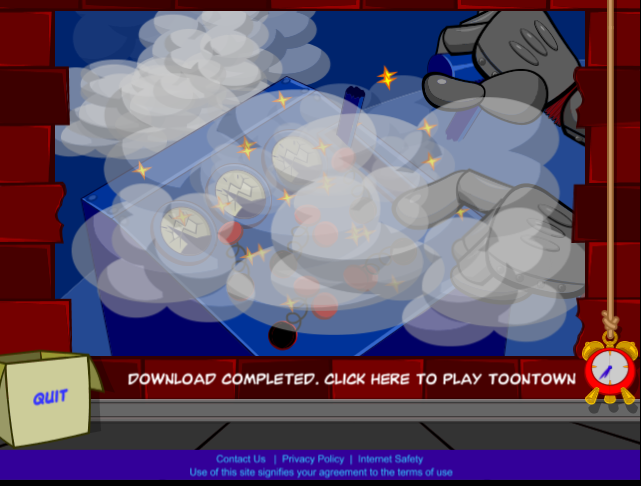 DOWNLOAD COMPLETED. CLICK HERE TO PLAY TOONTOWN
QUIT
Contact Us | Privacy Policy | Internet Safety
Use of this site signifies your agreement to the terms of use